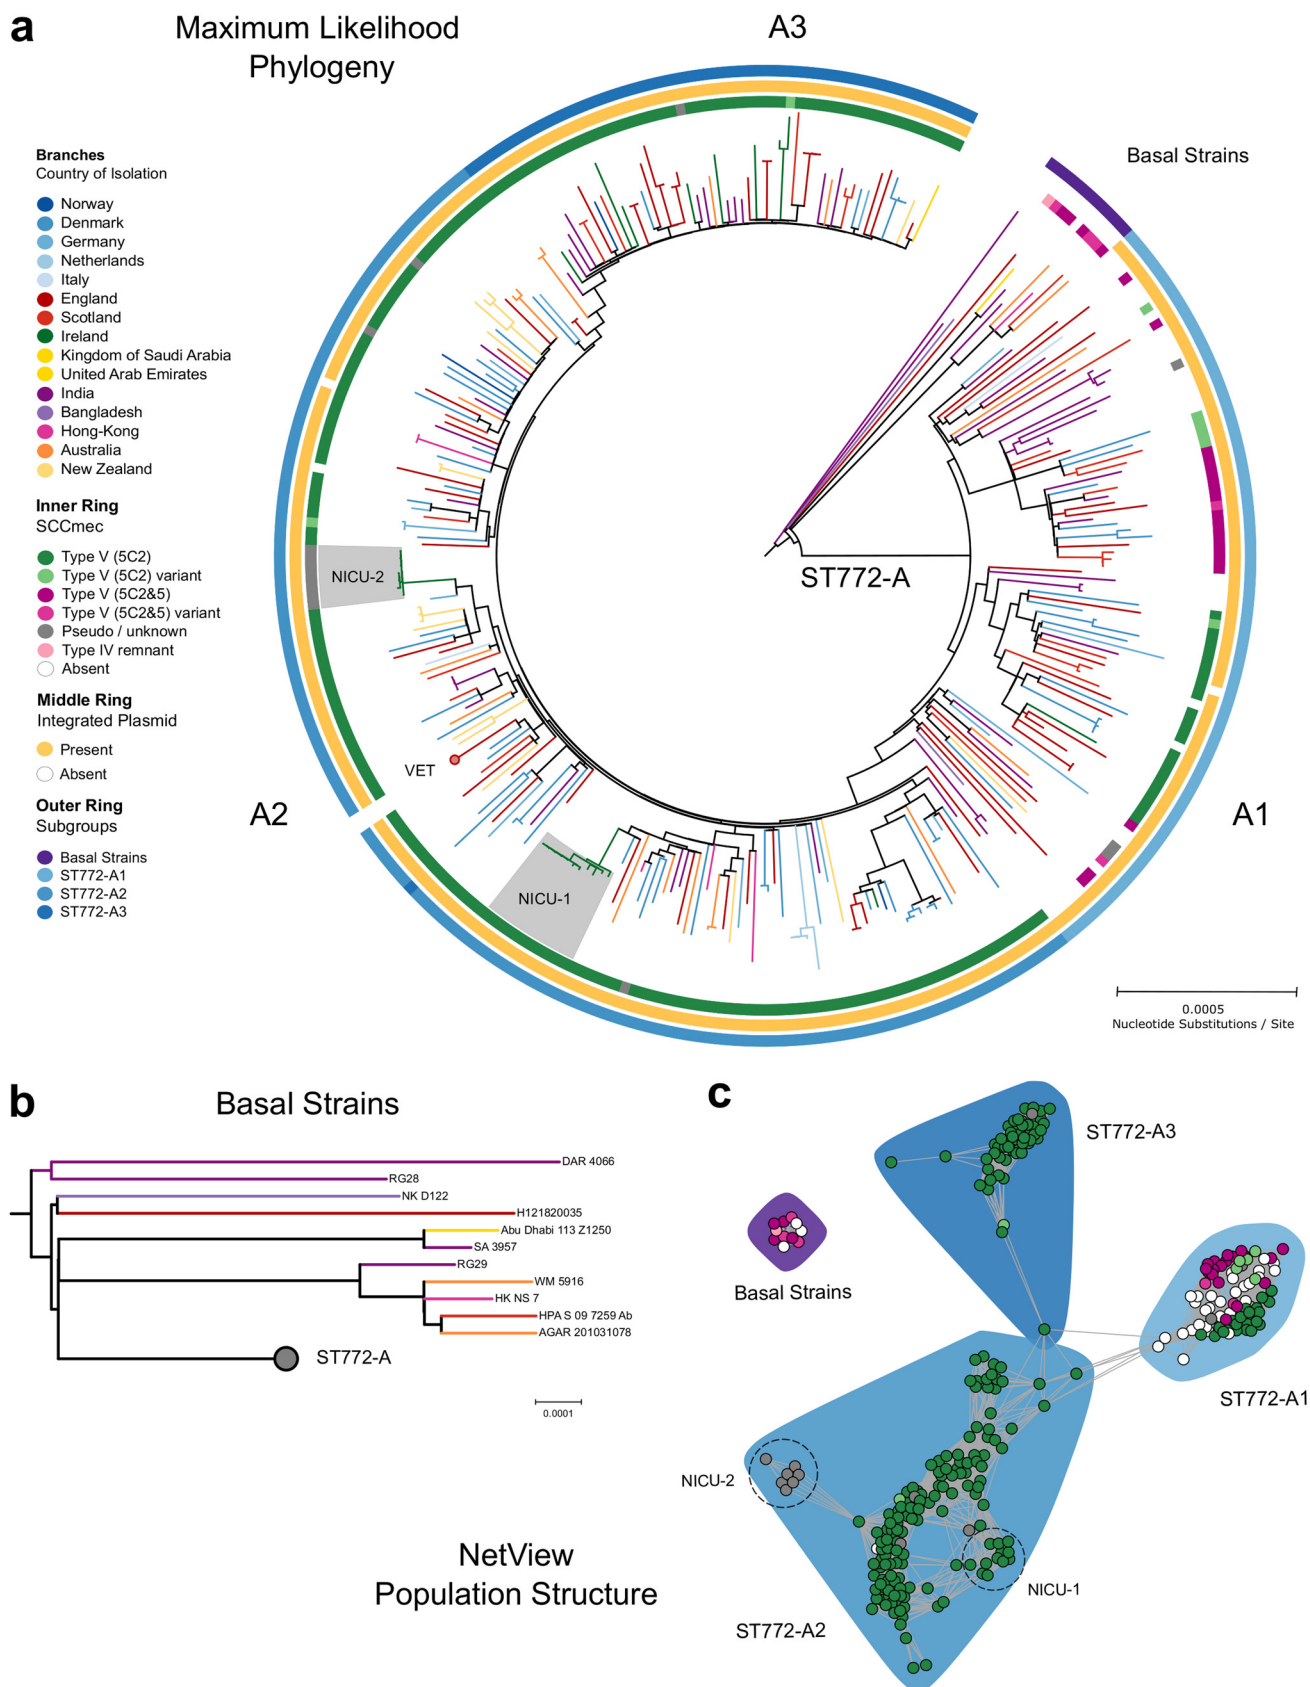 a
Maximum Likelihood
Phylogeny
A3
Basal Strains
Branches
Country of Isolation
Norway
Denmark
Germany
Netherlands
Italy
England
Scotland
Ireland
Kingdom of Saudi Arabia
United Arab Emirates
India
Bangladesh
Hong-Kong
Australia
New Zealand
Inner Ring
SCCmec
Type V (5C2)
Type V (5C2) variant
Type V (5C2&5)
Type V (5C2&5) variant
Pseudo / unknown
Type IV remnant
Absent
Middle Ring
Integrated Plasmid
Present
Absent
Outer Ring
Subgroups
Basal Strains
ST772-A1
ST772-A2
ST772-A3
NICU-2
ST772-A
VET
A2
A1
NICU-1
0.0005
Nucleotide Substitutions / Site
b
Basal Strains
DAR 4066
RG28
NK D122
H121820035
Abu Dhabi 113 Z1250
SA 3957
RG29
WM 5916
HK NS 7
HPA S 09 7259 Ab
AGAR 201031078
ST772-A
0.0001
c
ST772-A3
Basal Strains
ST772-A1
NICU-2
NICU-1
ST772-A2
NetView
Population Structure